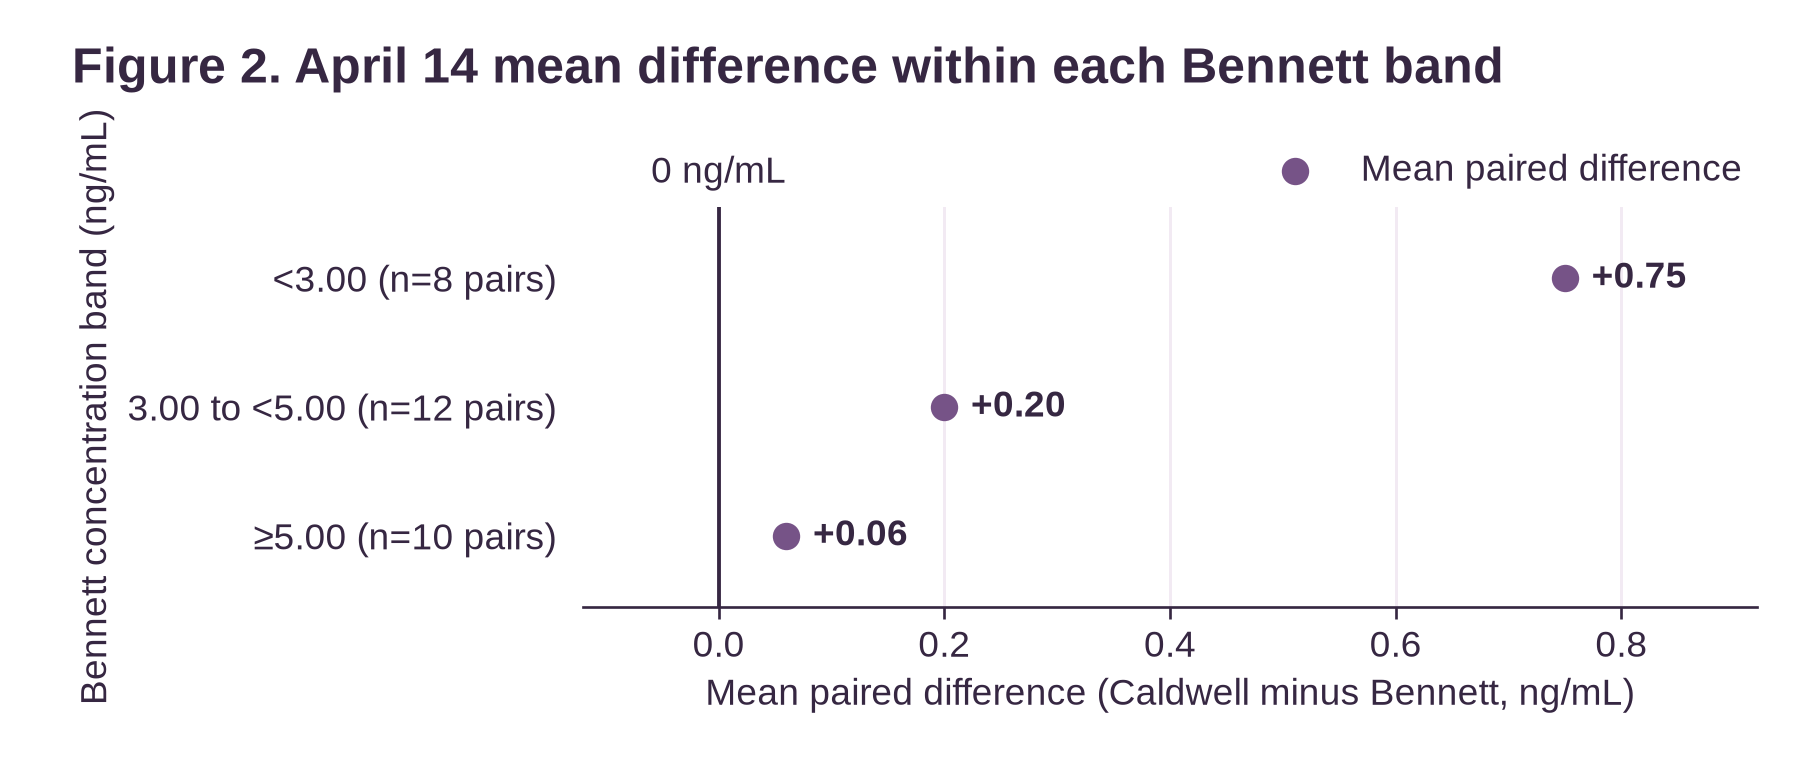 Figure 2. April 14 mean difference within each Bennett band
Bennett concentration band (ng/mL)
0 ng/mL
Mean paired difference
<3.00 (n=8 pairs)
+0.75
3.00 to <5.00 (n=12 pairs)
+0.20
≥5.00 (n=10 pairs)
+0.06
0.0 0.2 0.4 0.6 0.8
Mean paired difference (Caldwell minus Bennett, ng/mL)